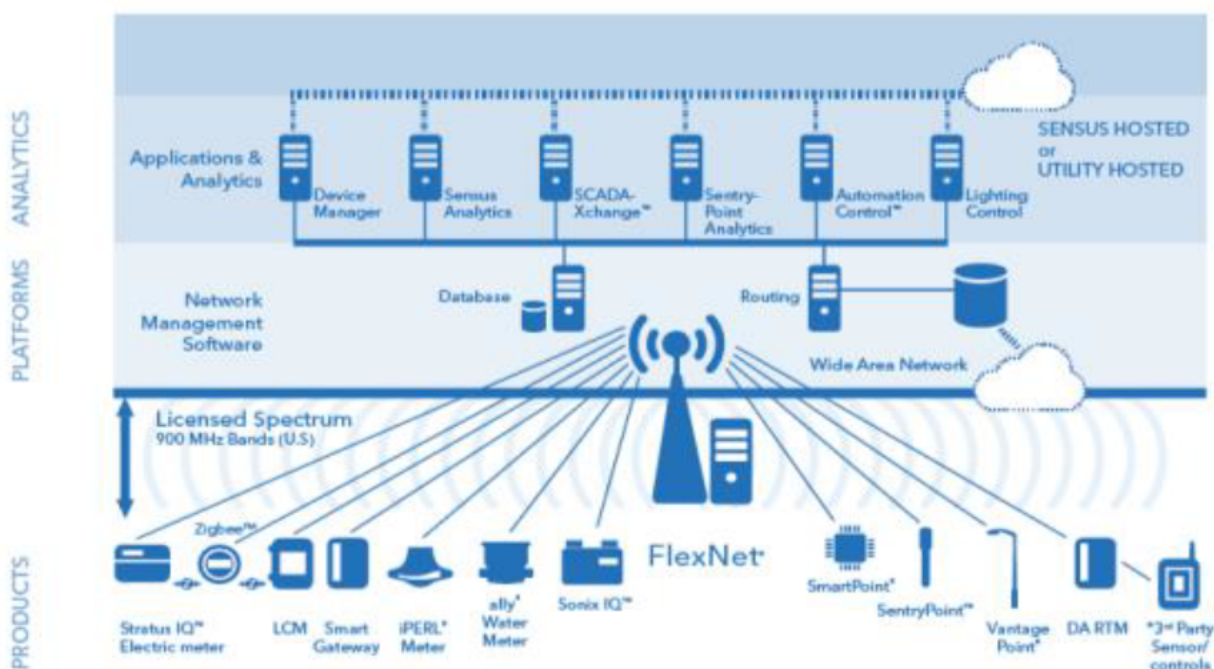 ANALYTICS
Applications &
Analytics
Device
Manager
Sensus
Analytics
SCADA-
Xchange™
Sentry-
Point
Analytics
Automation
Control™
Lighting
Control
SENSUS HOSTED
or
UTILITY HOSTED
PLATFORMS
Network
Management
Software
Database
Routing
Wide Area Network
Licensed Spectrum
900 MHz Bands (U.S)
PRODUCTS
Zigbee™
Stratus IQ™
Electric meter
LCM
Smart
Gateway
iPERL®
Meter
ally®
Water
Meter
Sonix IQ™
FlexNet®
SmartPoint®
SentryPoint™
Vantage
Point®
DA RTM
*3rd Party
Sensor/
controls